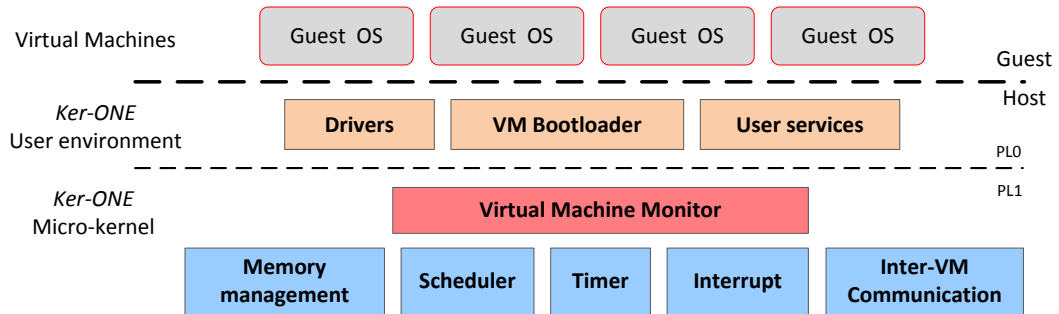 Virtual Machines
Guest OS
Guest OS
Guest OS
Guest OS
Guest
Host
Ker-ONE
User environment
Drivers
VM Bootloader
User services
PL0
PL1
Ker-ONE
Micro-kernel
Virtual Machine Monitor
Memory
management
Scheduler
Timer
Interrupt
Inter-VM
Communication